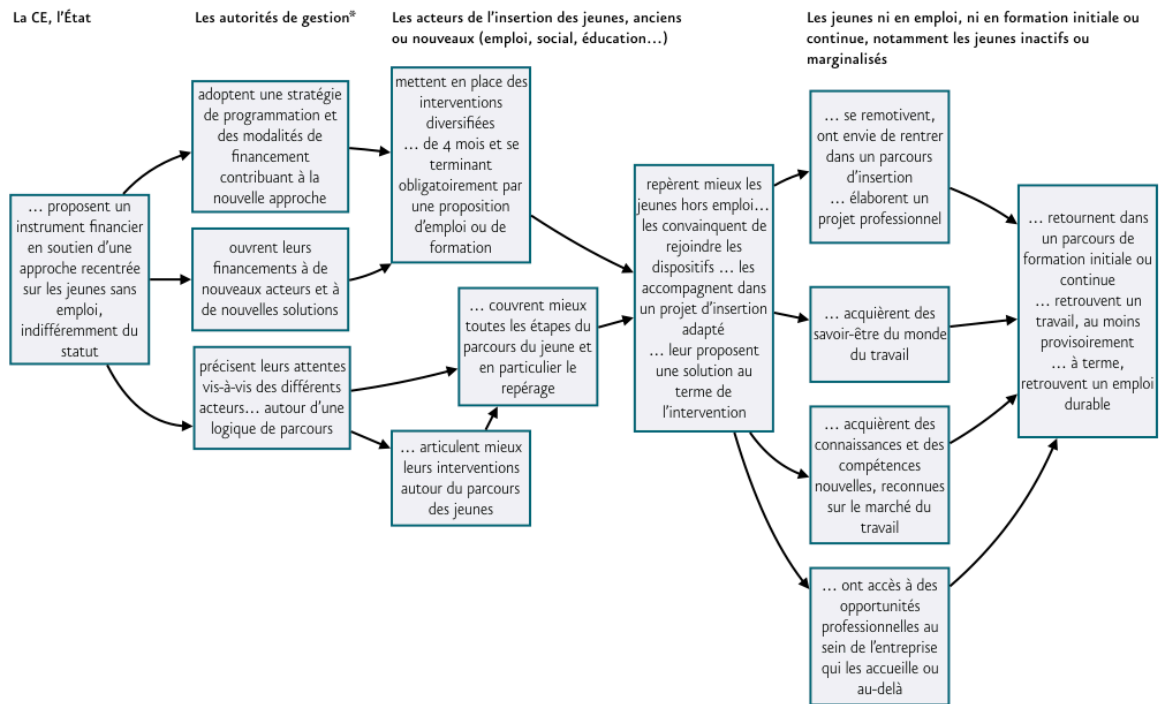 La CE, l’État
Les autorités de gestion*
Les acteurs de l’insertion des jeunes, anciens
ou nouveaux (emploi, social, éducation…)
Les jeunes ni en emploi, ni en formation initiale ou
continue, notamment les jeunes inactifs ou
marginalisés
… proposent un
instrument financier
en soutien d’une
approche recentrée
sur les jeunes sans
emploi,
indifféremment du
statut
adoptent une stratégie
de programmation et
des modalités de
financement
contribuant à la
nouvelle approche
ouvrent leurs
financements à de
nouveaux acteurs et à
de nouvelles solutions
précisent leurs attentes
vis-à-vis des différents
acteurs… autour d’une
logique de parcours
mettent en place des
interventions
diversifiées
… de 4 mois et se
terminant
obligatoirement par
une proposition
d’emploi ou de
formation
… couvrent mieux
toutes les étapes du
parcours du jeune et
en particulier le
repérage
… articulent mieux
leurs interventions
autour du parcours
des jeunes
repèrent mieux les
jeunes hors emploi…
les convainquent de
rejoindre les
dispositifs … les
accompagnent dans
un projet d’insertion
adapté
… leur proposent
une solution au
terme de
l’intervention
… se remotivent,
ont envie de rentrer
dans un parcours
d’insertion
… élaborent un
projet professionnel
… acquièrent des
savoir-être du monde
du travail
… acquièrent des
connaissances et des
compétences
nouvelles, reconnues
sur le marché du
travail
… ont accès à des
opportunités
professionnelles au
sein de l’entreprise
qui les accueille ou
au-delà
… retournent dans
un parcours de
formation initiale ou
continue
… retrouvent un
travail, au moins
provisoirement
… à terme,
retrouvent un emploi
durable